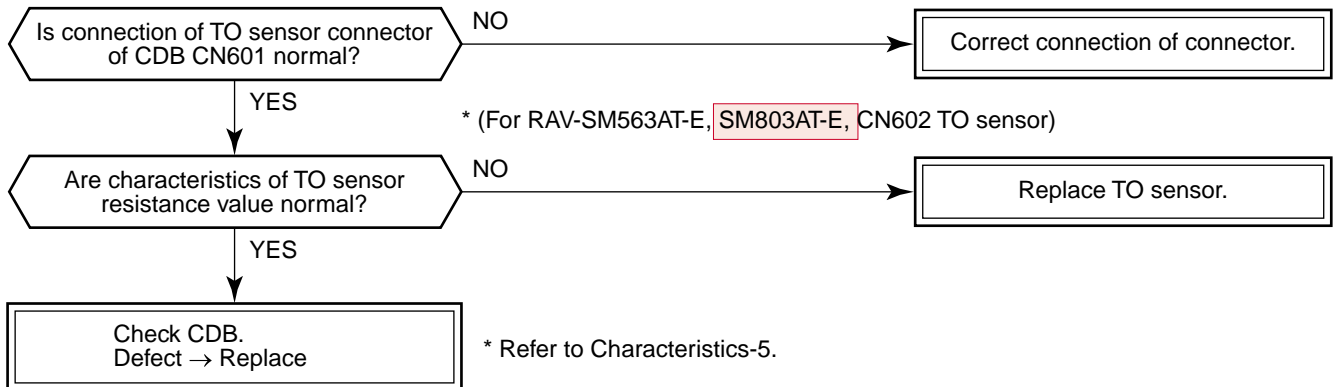 Is connection of TO sensor connector
of CDB CN601 normal?
NO
Correct connection of connector.
YES
* (For RAV-SM563AT-E, SM803AT-E, CN602 TO sensor)
Are characteristics of TO sensor
resistance value normal?
NO
Replace TO sensor.
YES
Check CDB.
Defect → Replace
* Refer to Characteristics-5.